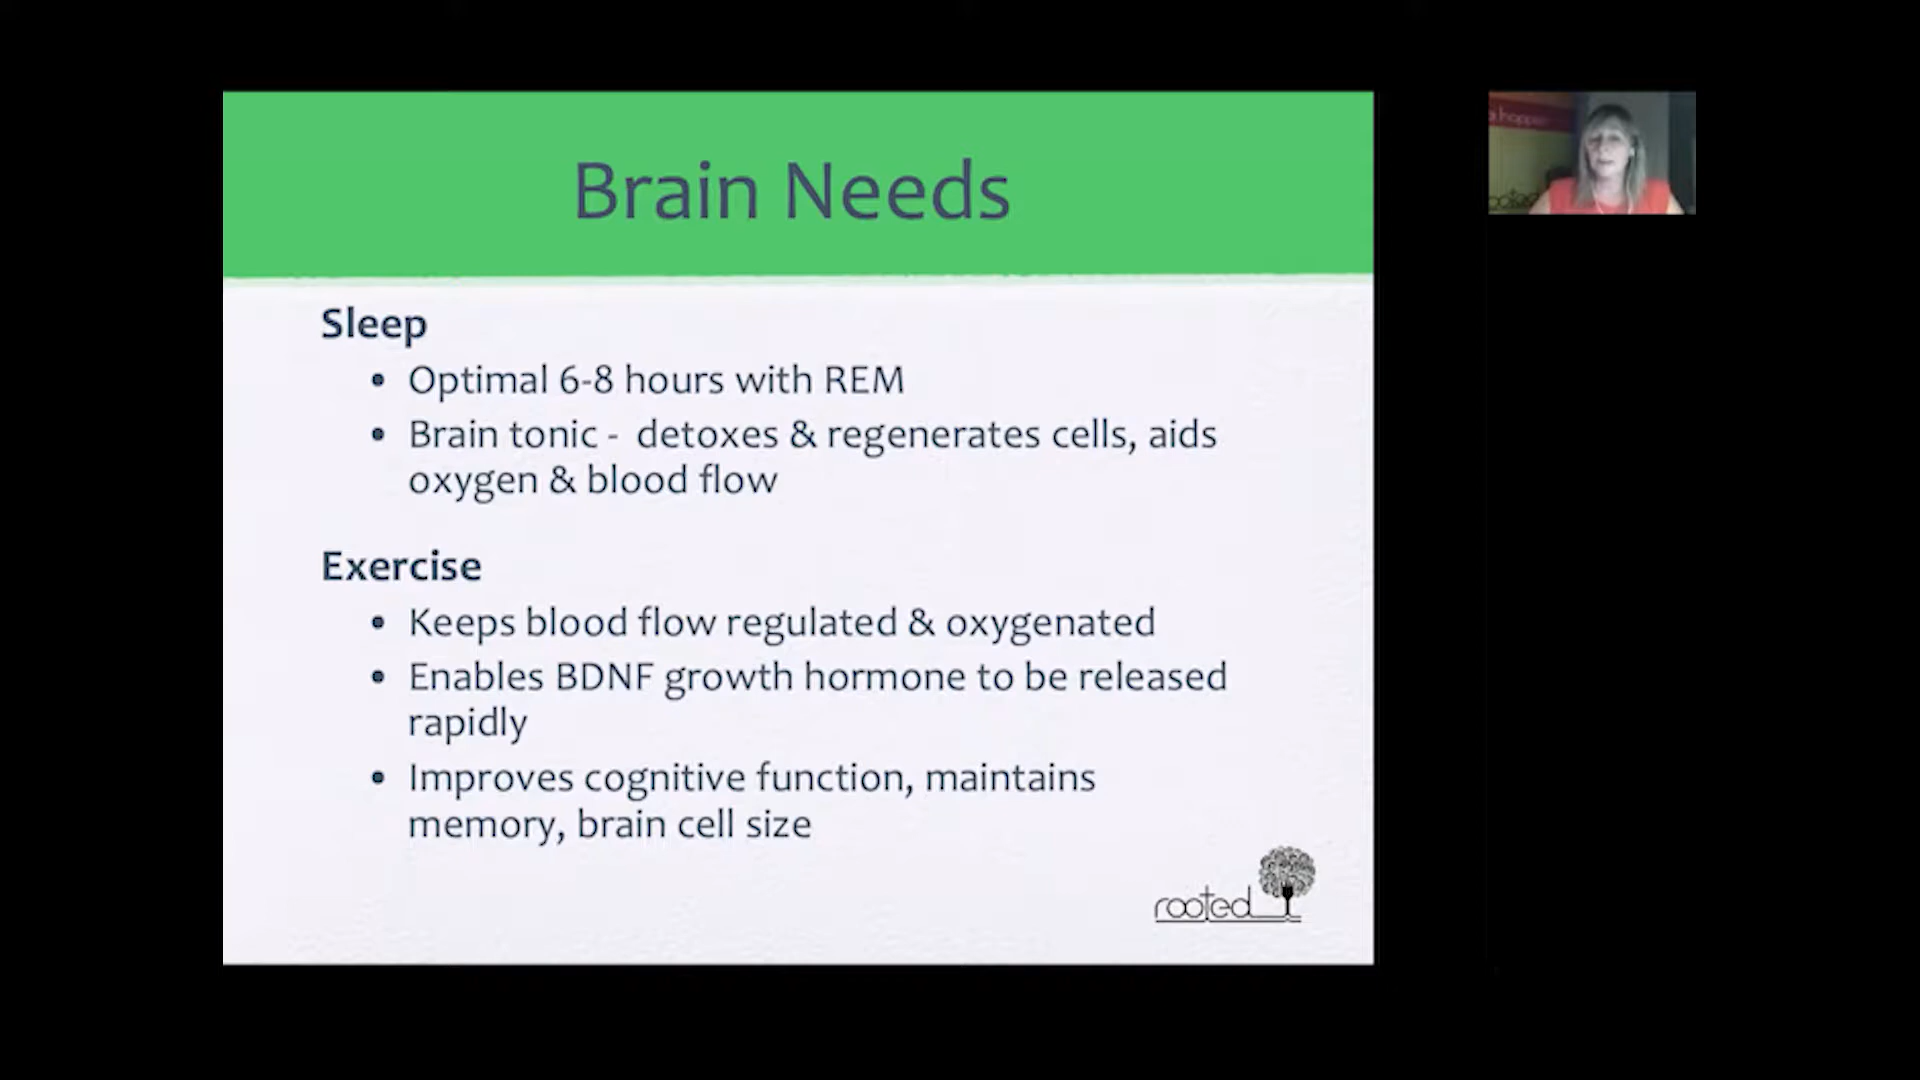 Brain Needs
a happie
Sleep
• Optimal 6-8 hours with REM
• Brain tonic - detoxes & regenerates cells, aids
oxygen & blood flow
Exercise
• Keeps blood flow regulated & oxygenated
• Enables BDNF growth hormone to be released
rapidly
• Improves cognitive function, maintains
memory, brain cell size
rooted